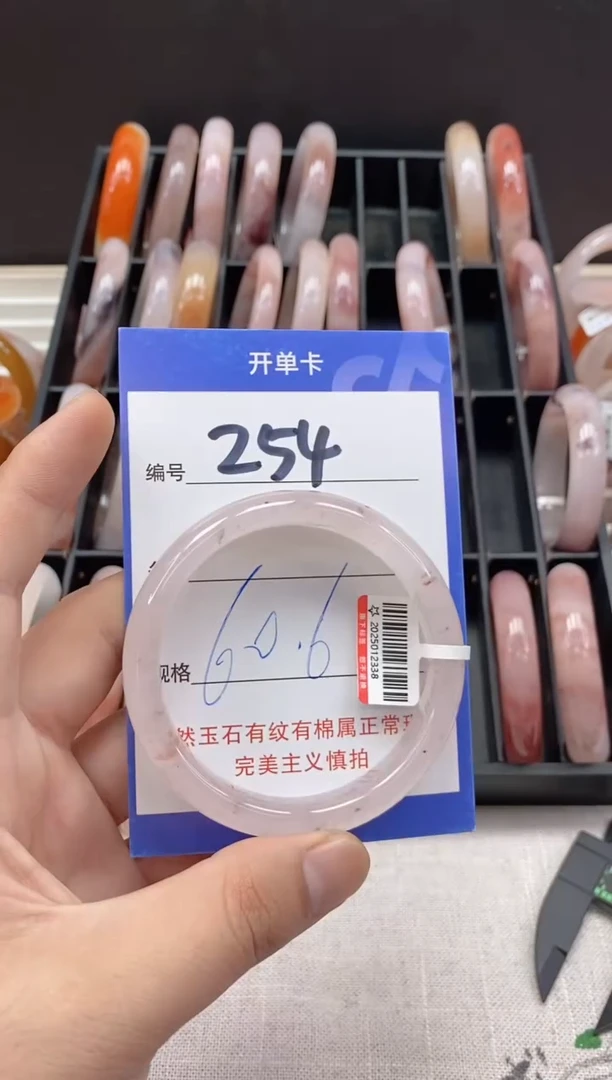 开单卡
编号 254
规格 60.6
2025012338
然玉石有纹有棉属正常
完美主义慎拍